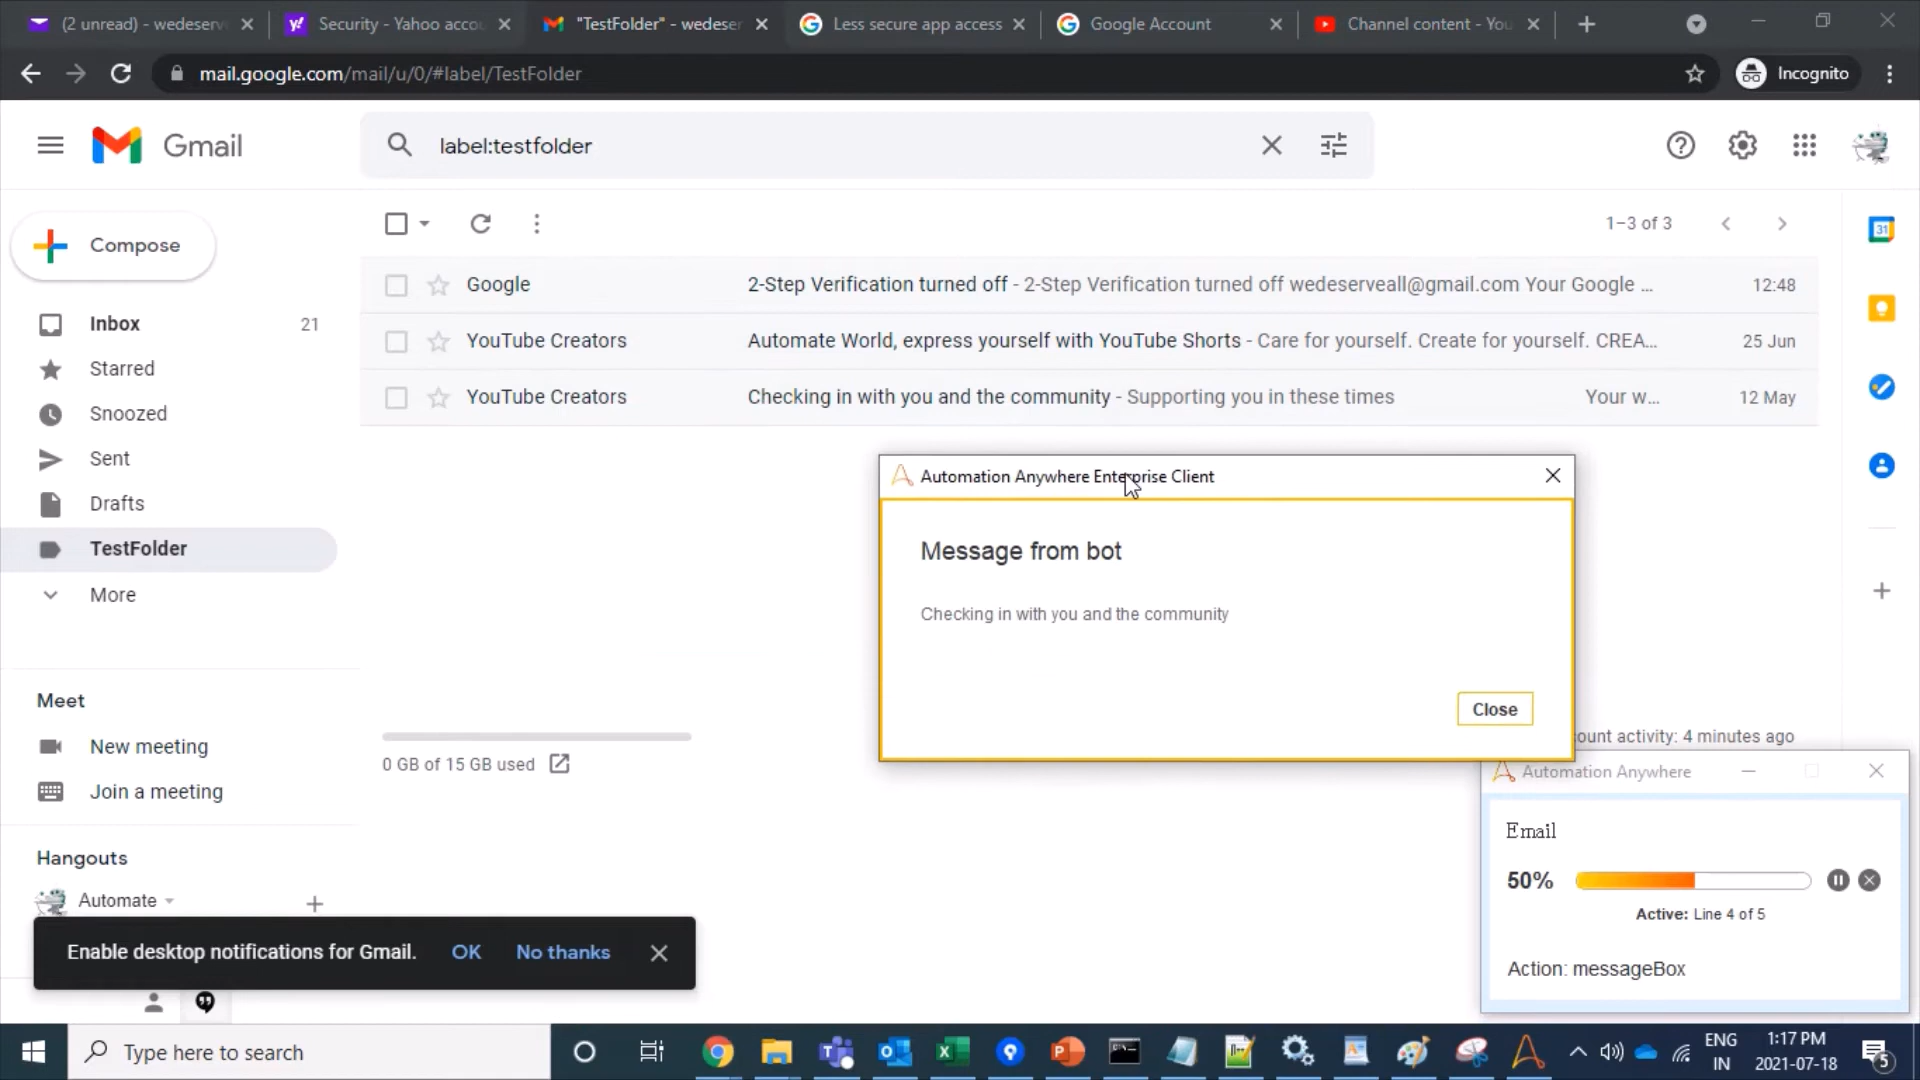 (2 unread) - wedeserv
Security - Yahoo acco
"TestFolder" - wedeser
Less secure app access
Google Account
Channel content - You
mail.google.com/mail/u/0/#label/TestFolder
Incognito
Gmail
label:testfolder
Compose
1–3 of 3
31
Google
2-Step Verification turned off - 2-Step Verification turned off wedeserveall@gmail.com Your Google ...
12:48
YouTube Creators
Automate World, express yourself with YouTube Shorts - Care for yourself. Create for yourself. CREA...
25 Jun
YouTube Creators
Checking in with you and the community - Supporting you in these times
Your w...
12 May
Inbox
21
Starred
Snoozed
Sent
Drafts
TestFolder
More
Automation Anywhere Enterprise Client
Message from bot
Checking in with you and the community
Close
Meet
New meeting
Join a meeting
0 GB of 15 GB used
ount activity: 4 minutes ago
Automation Anywhere
Email
50%
Active: Line 4 of 5
Action: messageBox
Hangouts
Automate
Enable desktop notifications for Gmail.
OK
No thanks
Type here to search
ENG
IN
1:17 PM
2021-07-18
5